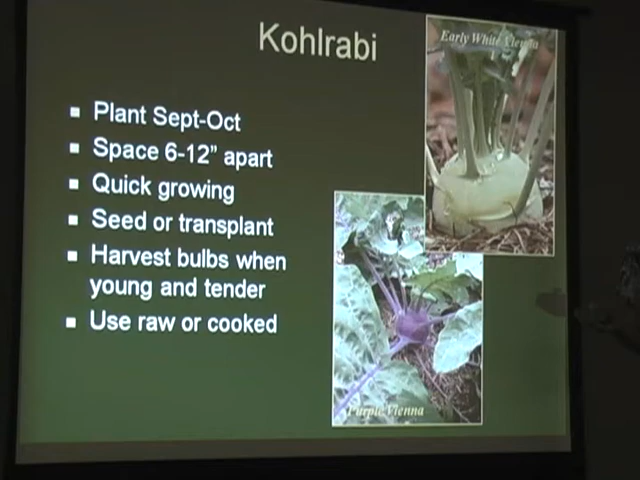 Kohlrabi
Early White Vienna
▪ Plant Sept-Oct
▪ Space 6-12" apart
▪ Quick growing
▪ Seed or transplant
▪ Harvest bulbs when
young and tender
▪ Use raw or cooked
Purple Vienna